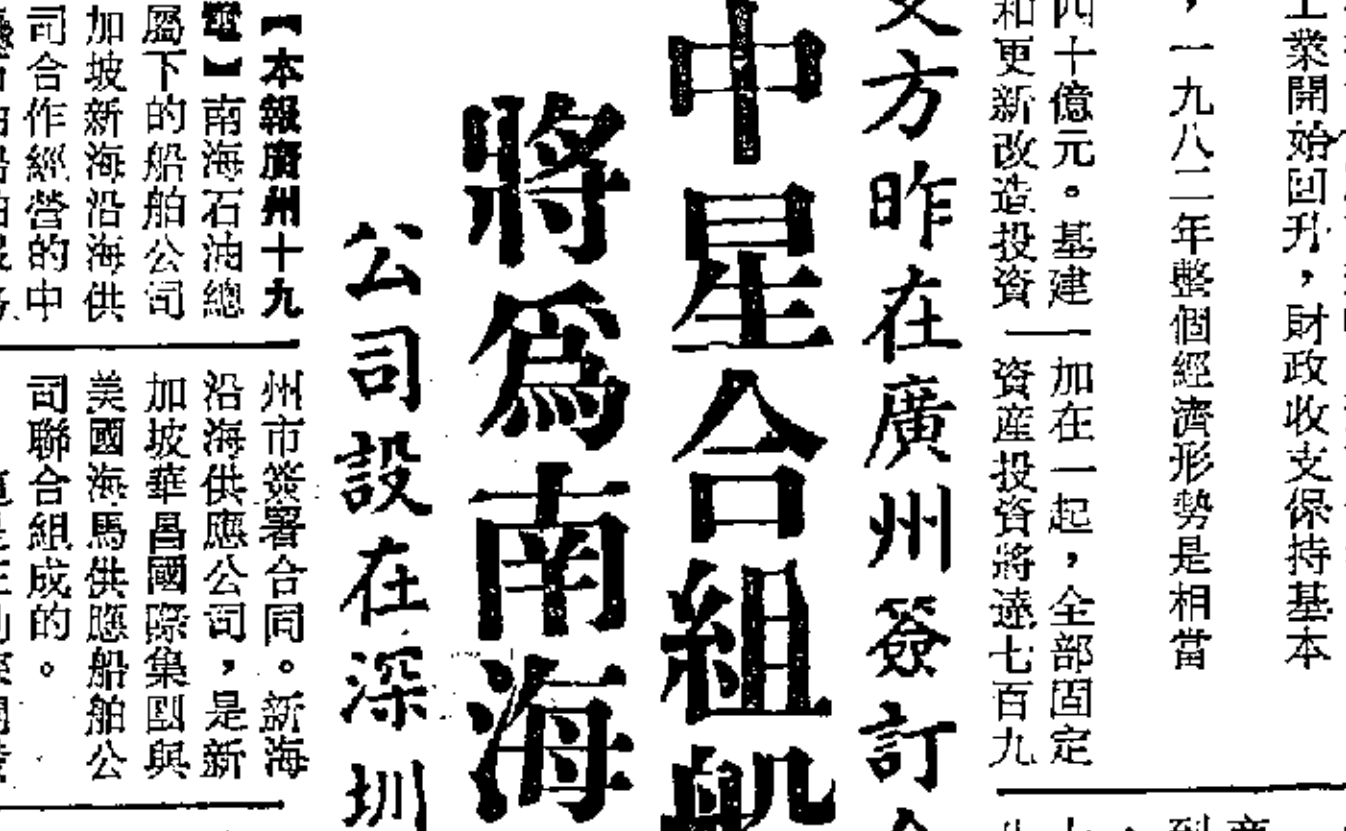 業開始回升，財政收支保持基本
，一九八二年整個經濟形勢是相當
四十億元。基建
和更新改造投資
加在一起，全部固定
資產投資將達七百九
方昨在廣州簽訂
中星合組船
將為南海
公司設在深圳
【本報廣州十九
電】南海石油總
屬下的船舶公司
加坡新海沿海供
司合作經營的中
州市簽署合同。新海
沿海供應公司，是新
加坡華昌國際集團與
美國海馬供應船舶公
司聯合組成的。